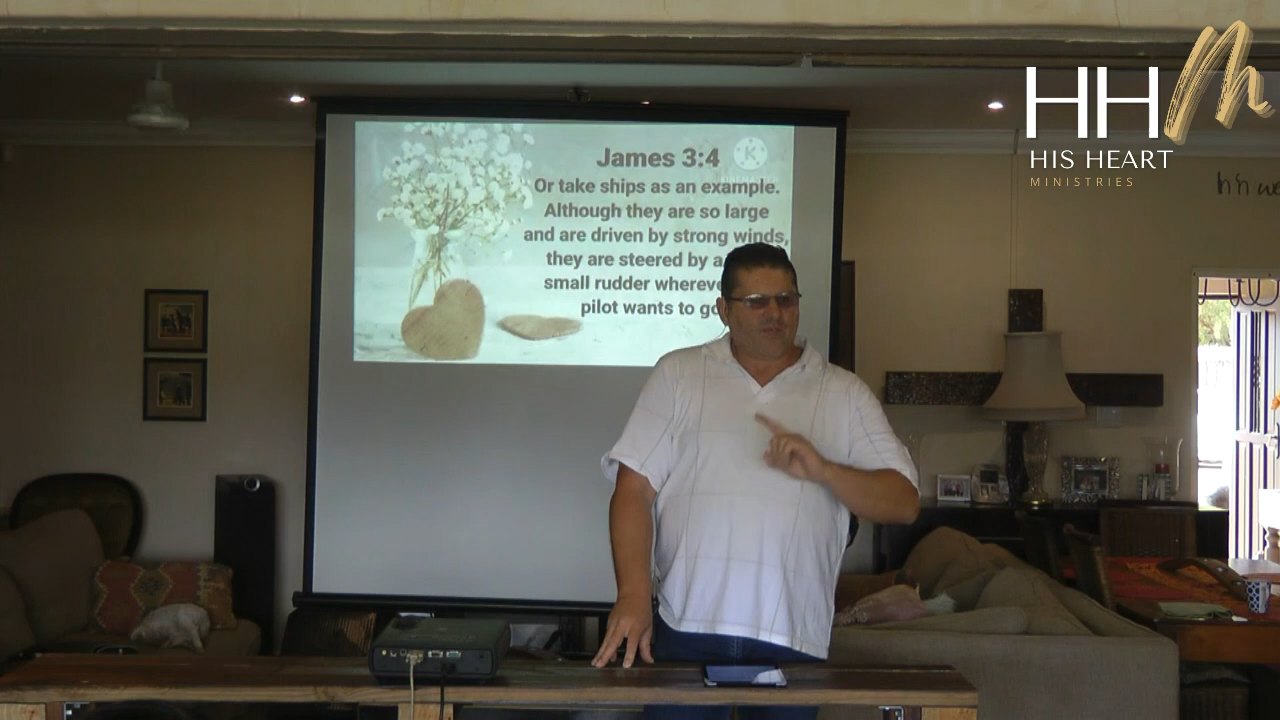 HH
HIS HEART
MINISTRIES
James 3:4
Or take ships as an example.
Although they are so large
and are driven by strong winds,
they are steered by a
small rudder
pilot wants to go